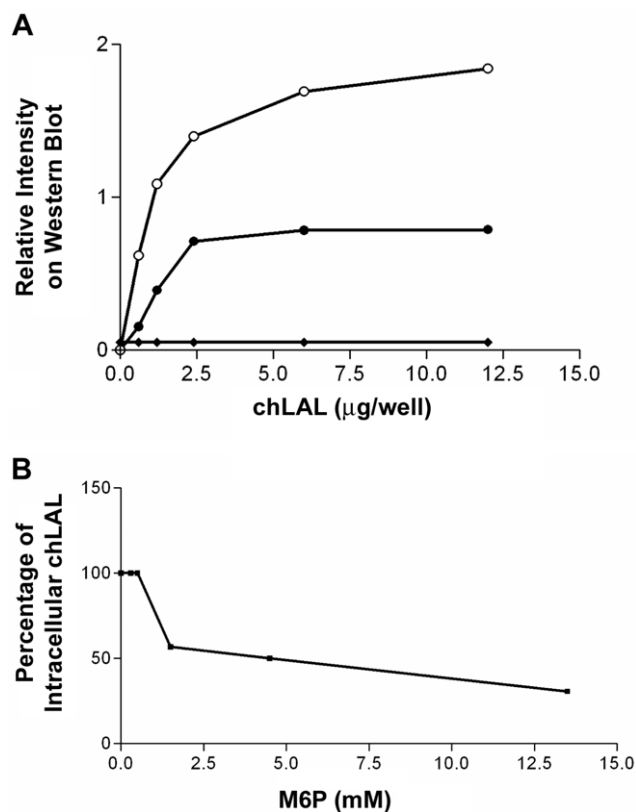 A
Relative Intensity
on Western Blot
2
1
0
0.0 2.5 5.0 7.5 10.0 12.5 15.0
chLAL (μg/well)
B
Percentage of
Intracellular chLAL
150
100
50
0
0.0 2.5 5.0 7.5 10.0 12.5 15.0
M6P (mM)